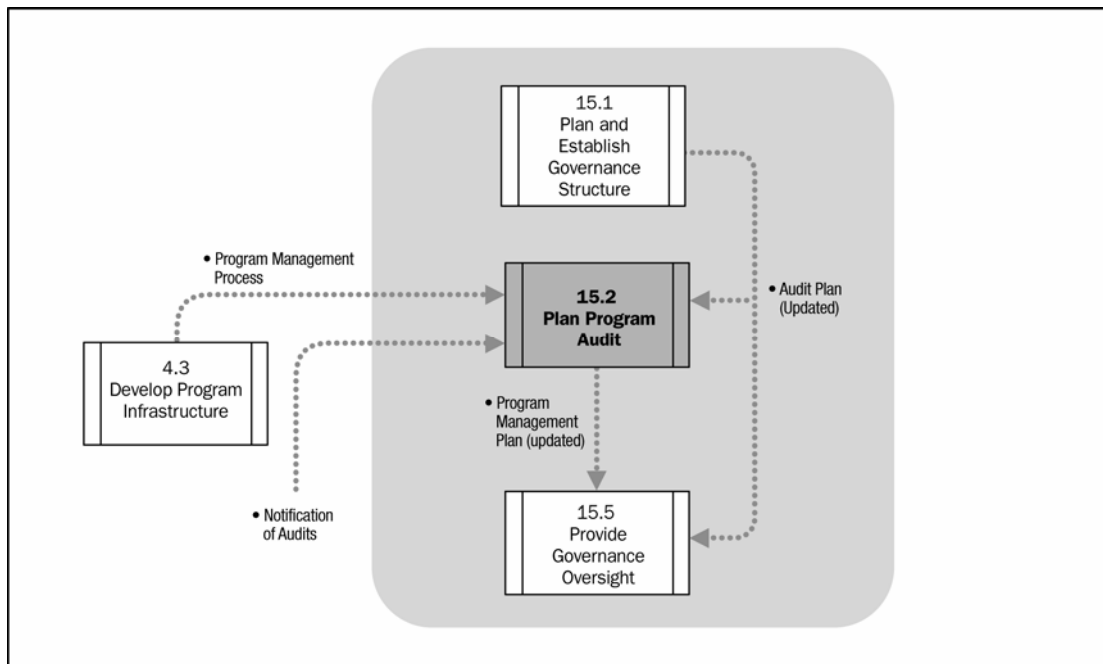 15.1
Plan and
Establish
Governance
Structure
• Program Management
Process
15.2
Plan Program
Audit
• Audit Plan
(Updated)
4.3
Develop Program
Infrastructure
• Program
Management
Plan (updated)
• Notification
of Audits
15.5
Provide
Governance
Oversight